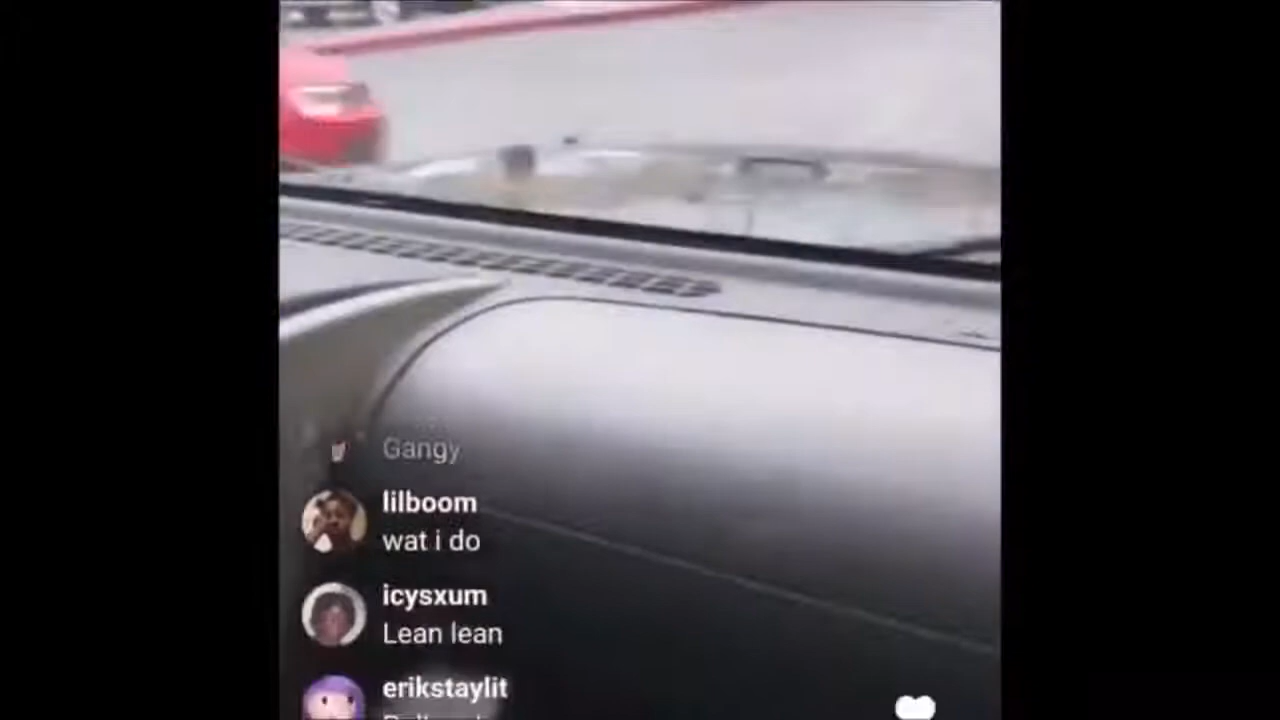 Gangy
lilboom
wat i do
icysxum
Lean lean
erikstaylit